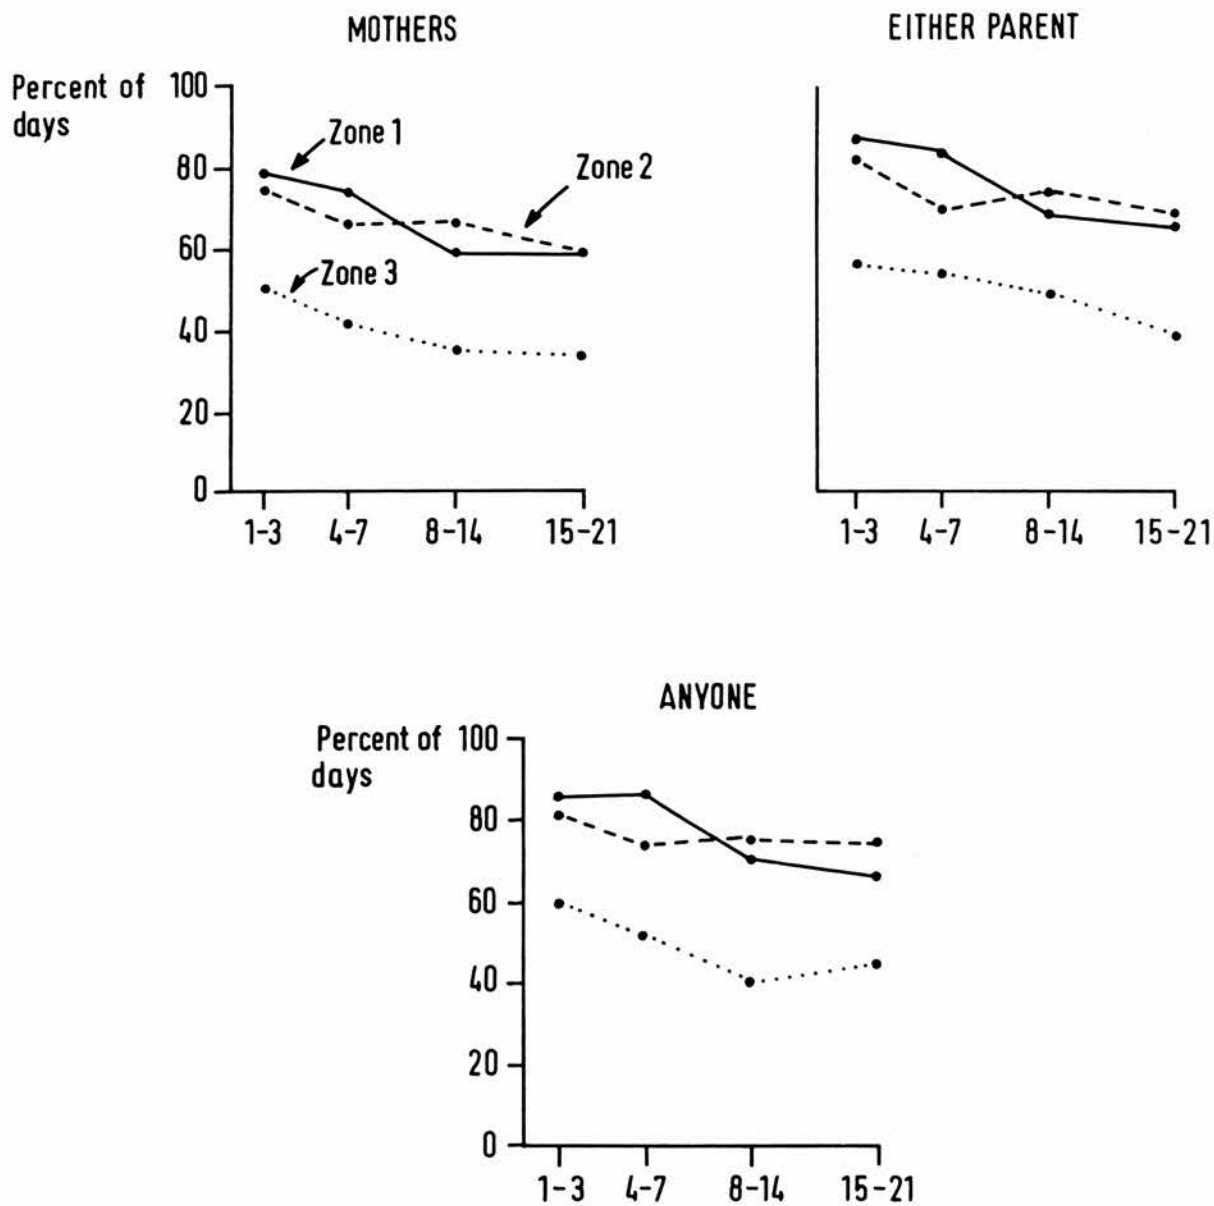 MOTHERS
Percent of
days
100
80
60
40
20
0
Zone 1
Zone 2
Zone 3
1-3 4-7 8-14 15-21
EITHER PARENT
1-3 4-7 8-14 15-21
ANYONE
Percent of
days
100
80
60
40
20
0
1-3 4-7 8-14 15-21